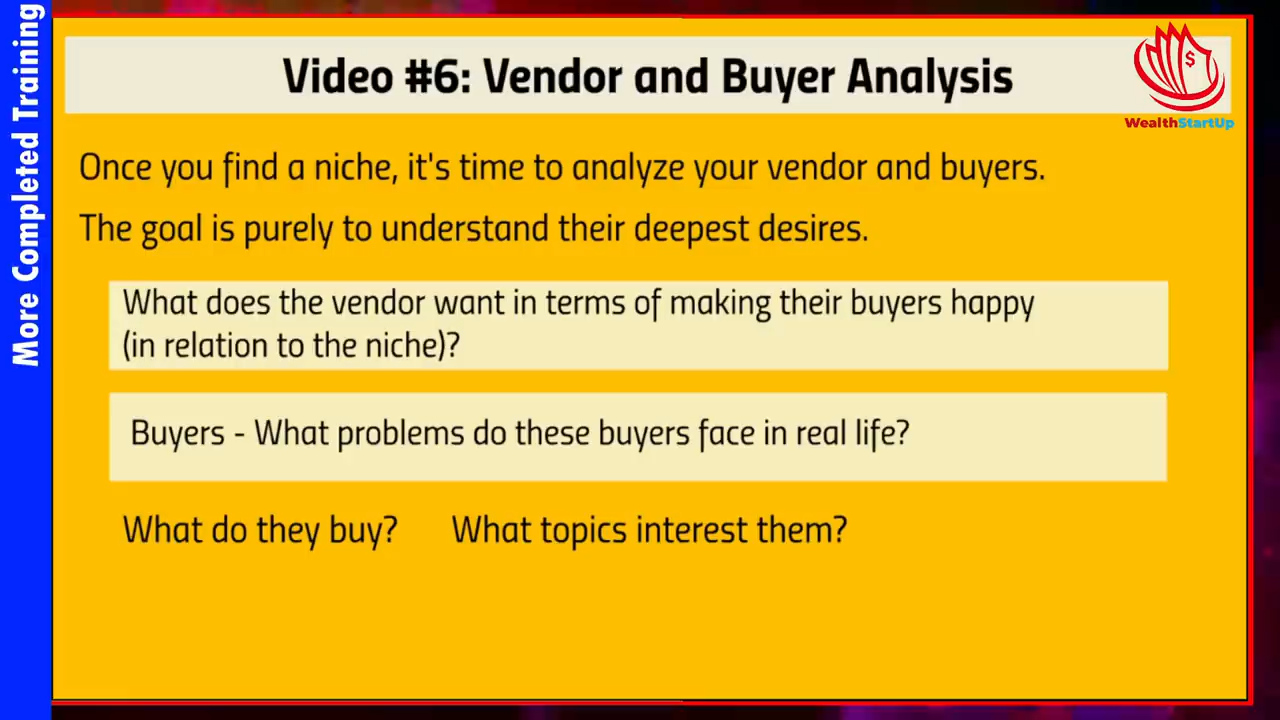 More Completed Training
Video #6: Vendor and Buyer Analysis
$
WealthStartUp
Once you find a niche, it's time to analyze your vendor and buyers.
The goal is purely to understand their deepest desires.
What does the vendor want in terms of making their buyers happy
(in relation to the niche)?
Buyers - What problems do these buyers face in real life?
What do they buy? What topics interest them?